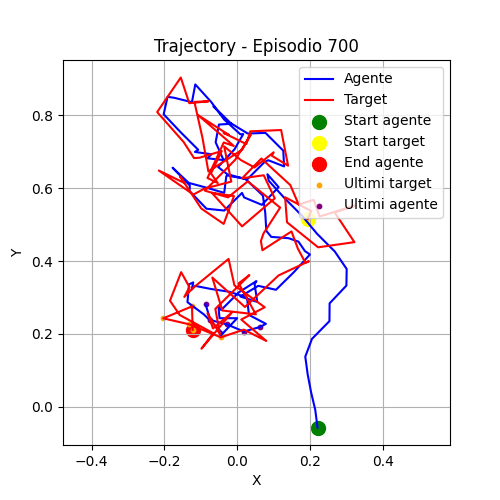 Trajectory - Episodio 700
Agente
Target
Start agente
Start target
End agente
Ultimi target
Ultimi agente
0.8
0.6
0.4
0.2
0.0
Y
−0.4 −0.2 0.0 0.2 0.4
X